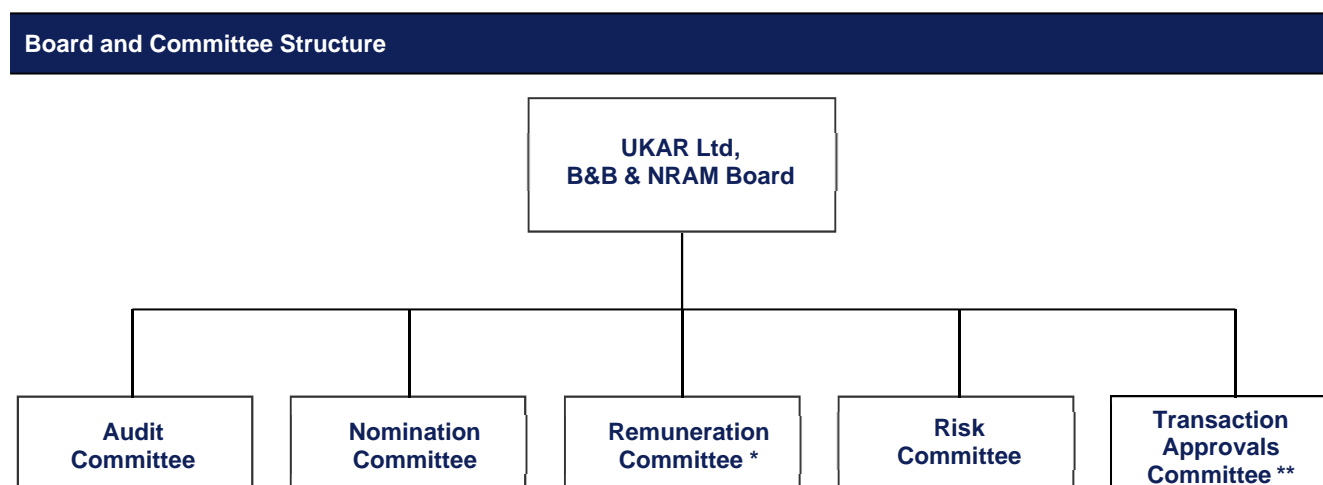 Board and Committee Structure
UKAR Ltd,
B&B & NRAM Board
Audit
Committee
Nomination
Committee
Remuneration
Committee *
Risk
Committee
Transaction
Approvals
Committee **